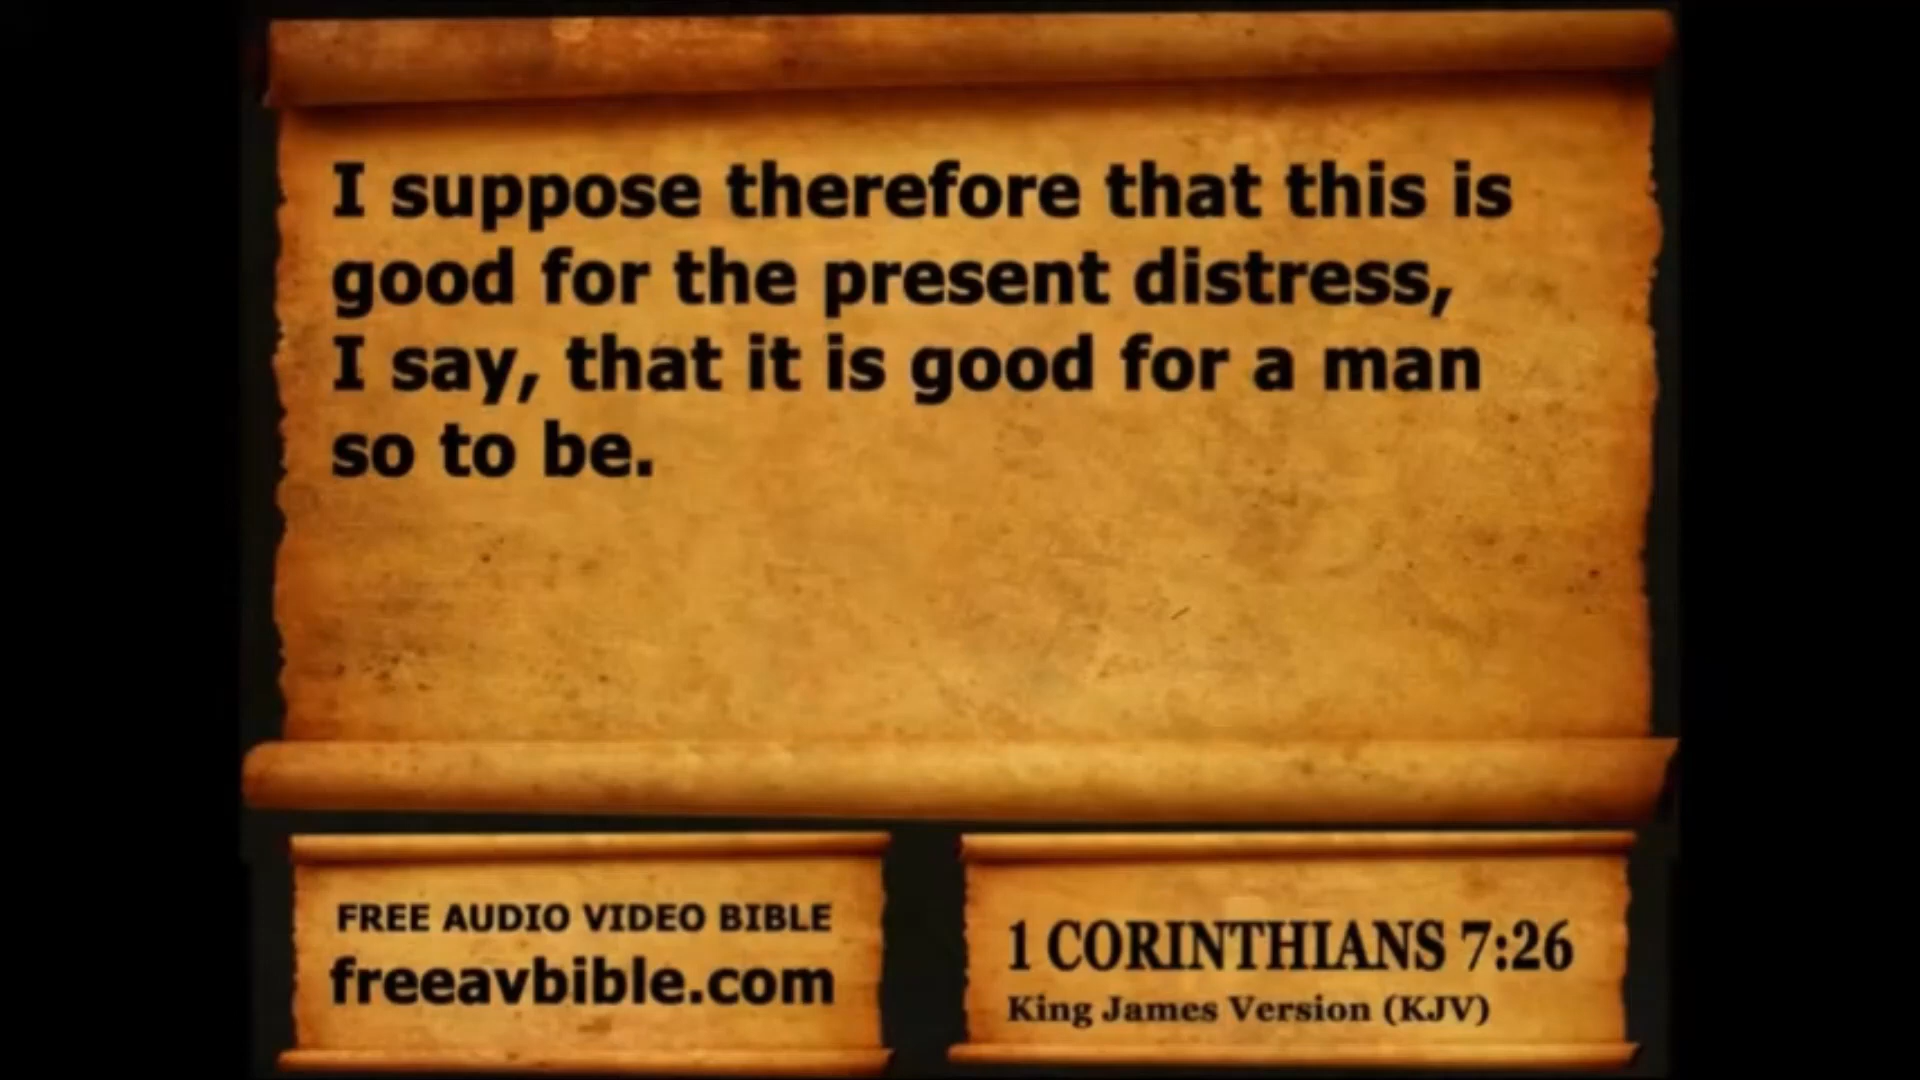 I suppose therefore that this is
good for the present distress,
I say, that it is good for a man
so to be.
FREE AUDIO VIDEO BIBLE
freeavbible.com
1 CORINTHIANS 7:26
King James Version (KJV)